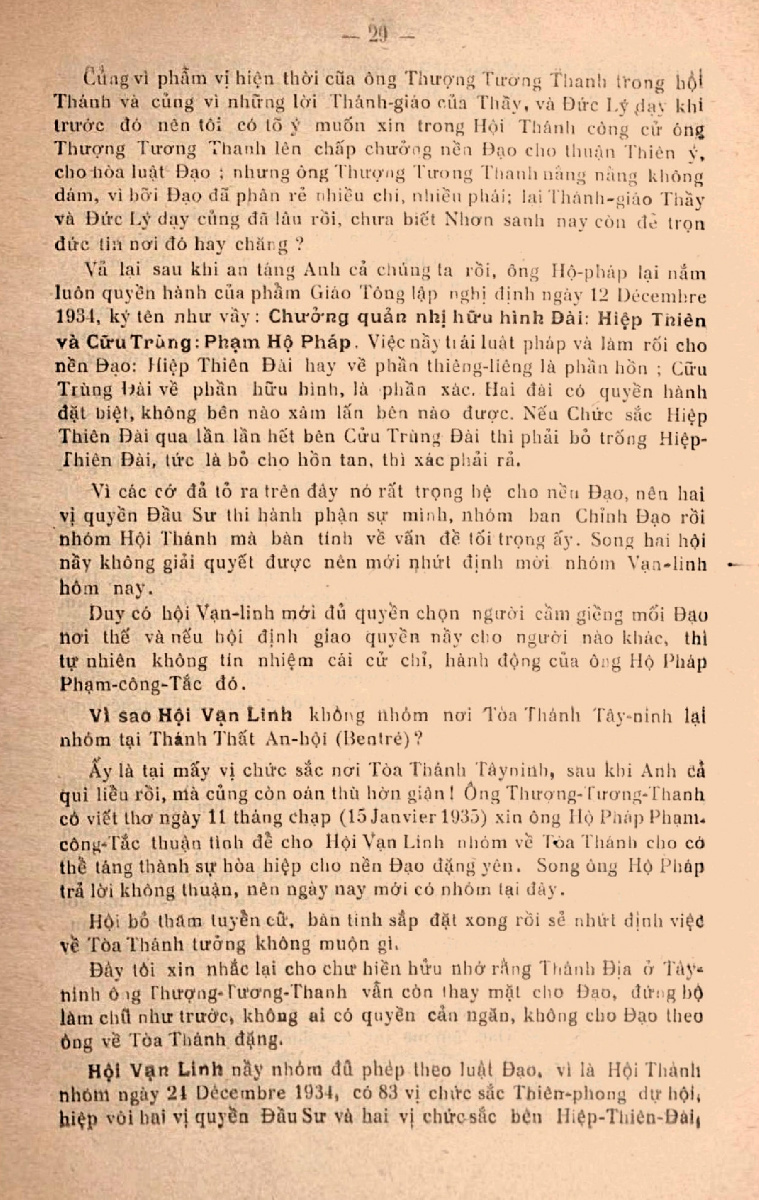 — 29 —
Củng vì phẩm vị hiện thời cũa ông Thượng Tương Thanh trong hội
Thánh và cũng vì những lời Thánh-giáo của Thầy, và Đức Lý dạy khi
trước đó nên tôi có tõ ý muốn xin trong Hội Thánh công cử ông
Thượng Tương Thanh lên chấp chưởng nền Đạo cho thuận Thiên ý,
cho hòa luật Đạo ; nhưng ông Thượng Tương Thanh nằng nằng không
dám, vì bỡi Đạo đã phân rẻ nhiều chi, nhiều phái; lại Thánh-giáo Thầy
và Đức Lý dạy củng đã lâu rồi, chưa biết Nhơn sanh nay còn để trọn
đức tin nơi đó hay chăng ?
Vả lại sau khi an táng Anh cả chúng ta rồi, ông Hộ-pháp lại nắm
luôn quyền hành của phẩm Giáo Tông lập nghị định ngày 12 Décembre
1934, ký tên như vầy : Chưởng quản nhị hữu hình Đài: Hiệp Thiên
và Cữu Trùng: Phạm Hộ Pháp. Việc nầy trái luật pháp và làm rối cho
nền Đạo: Hiệp Thiên Đài hay về phần thiêng-liêng là phần hồn ; Cữu
Trùng Đài về phần hữu hình, là phần xác. Hai đài có quyền hành
đặt biệt, không bên nào xâm lấn bên nào được. Nếu Chức sắc Hiệp
Thiên Đài qua lần lần hết bên Cửu Trùng Đài thì phải bỏ trống Hiệp-
Thiên Đài, tức là bỏ cho hồn tan, thì xác phải rả.
Vì các cớ đả tỏ ra trên đây nó rất trọng hệ cho nền Đạo, nên hai
vị quyền Đầu Sư thi hành phận sự mình, nhóm ban Chỉnh Đạo rồi
nhóm Hội Thánh mà bàn tính về vấn đề tối trọng ấy. Song hai hội
nầy không giải quyết được nên mới nhứt định mời nhóm Vạn-linh
hôm nay.
Duy có hội Vạn-linh mới đủ quyền chọn người cầm giềng mối Đạo
nơi thế và nếu hội định giao quyền nầy cho người nào khác, thì
tự nhiên không tín nhiệm cái cử chỉ, hành động của ông Hộ Pháp
Phạm-công-Tắc đó.
Vì sao Hội Vạn Linh không nhóm nơi Tòa Thánh Tây-ninh lại
nhóm tại Thánh Thất An-hội (Bentré) ?
Ấy là tại mấy vị chức sắc nơi Tòa Thánh Tâyninh, sau khi Anh cả
qui liễu rồi, mà củng còn oán thù hờn giận ! Ông Thượng-Tương-Thanh
có viết thơ ngày 11 tháng chạp (15 Janvier 1935) xin ông Hộ Pháp Phạm-
công-Tắc thuận tình để cho Hội Vạn Linh nhóm về Tòa Thánh cho có
thể tảng thành sự hòa hiệp cho nền Đạo đặng yên. Song ông Hộ Pháp
trả lời không thuận, nên ngày nay mới có nhóm tại đây.
Hội bỏ thăm tuyển cữ, bàn tính sắp đặt xong rồi sẻ nhứt định việc
về Tòa Thánh tưởng không muộn gì.
Đây tôi xin nhắc lại cho chư hiền hữu nhớ rằng Thánh Địa ở Tây-
ninh ông Thượng-Tương-Thanh vẫn còn thay mặt cho Đạo, đứng bộ
làm chũ như trước, không ai có quyền cản ngăn, không cho Đạo theo
ông về Tòa Thánh đặng.
Hội Vạn Linh nầy nhóm đũ phép theo luật Đạo, vì là Hội Thánh
nhóm ngày 24 Décembre 1934, có 83 vị chức sắc Thiên-phong dự hội,
hiệp với hai vị quyền Đầu Sư và hai vị chức sắc bên Hiệp-Thiên-Đài,